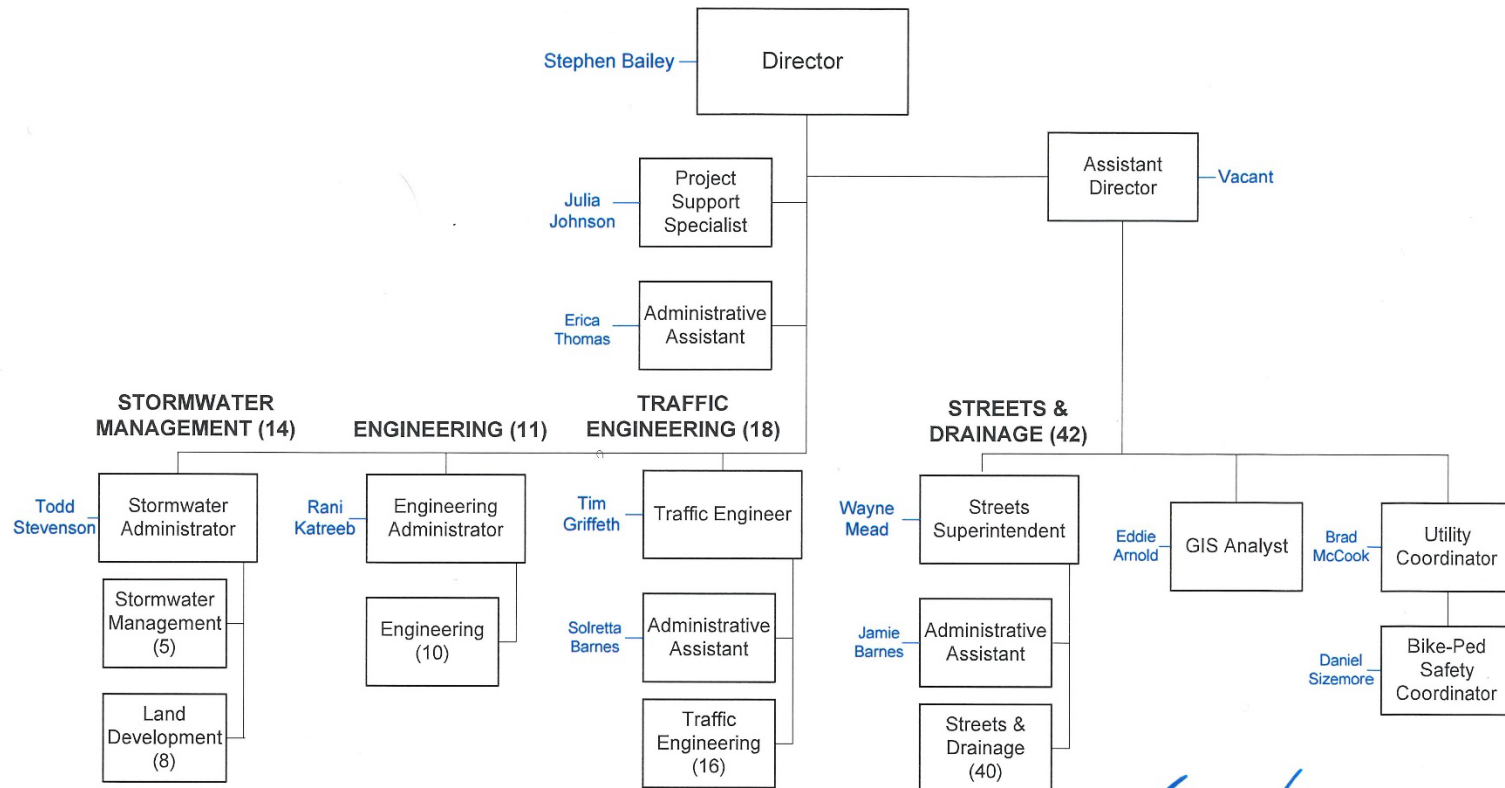 Stephen Bailey
Director
Assistant
Director
Vacant
Julia
Johnson
Project
Support
Specialist
Erica
Thomas
Administrative
Assistant
STORMWATER
MANAGEMENT (14)
ENGINEERING (11)
TRAFFIC
ENGINEERING (18)
STREETS &
DRAINAGE (42)
Todd
Stevenson
Stormwater
Administrator
Rani
Katreeb
Engineering
Administrator
Tim
Griffeth
Traffic Engineer
Wayne
Mead
Streets
Superintendent
Eddie
Arnold
GIS Analyst
Brad
McCook
Utility
Coordinator
Stormwater
Management
(5)
Engineering
(10)
Solretta
Barnes
Administrative
Assistant
Jamie
Barnes
Administrative
Assistant
Daniel
Sizemore
Bike-Ped
Safety
Coordinator
Land
Development
(8)
Traffic
Engineering
(16)
Streets &
Drainage
(40)